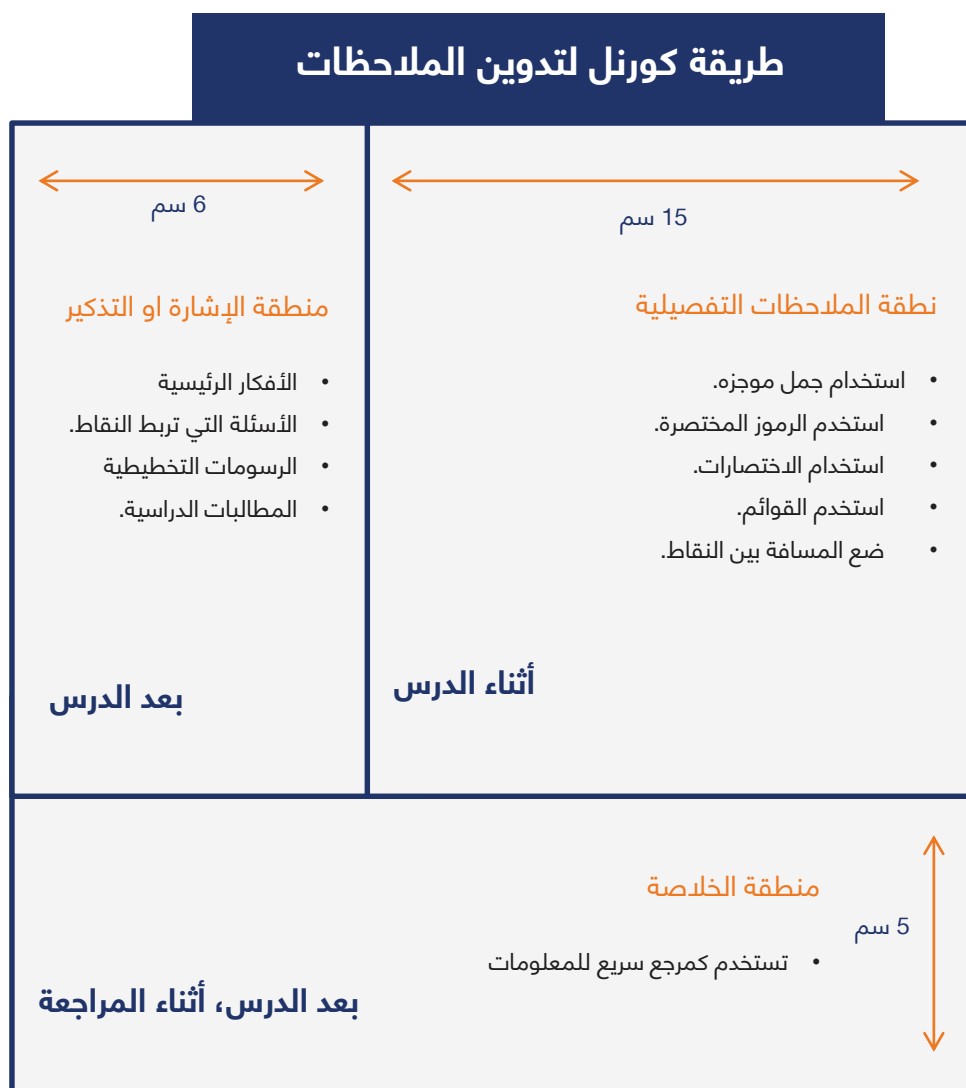 طريقة كورنل لتدوين الملاحظات
15 سم
نطقة الملاحظات التفصيلية
• استخدام جمل موجزه.
• استخدم الرموز المختصرة.
• استخدام الاختصارات.
• استخدم القوائم.
• ضع المسافة بين النقاط.
أثناء الدرس
6 سم
منطقة الإشارة او التذكير
• الأفكار الرئيسية
• الأسئلة التي تربط النقاط.
• الرسومات التخطيطية
• المطالبات الدراسية.
بعد الدرس
منطقة الخلاصة
5 سم
• تستخدم كمرجع سريع للمعلومات
بعد الدرس، أثناء المراجعة